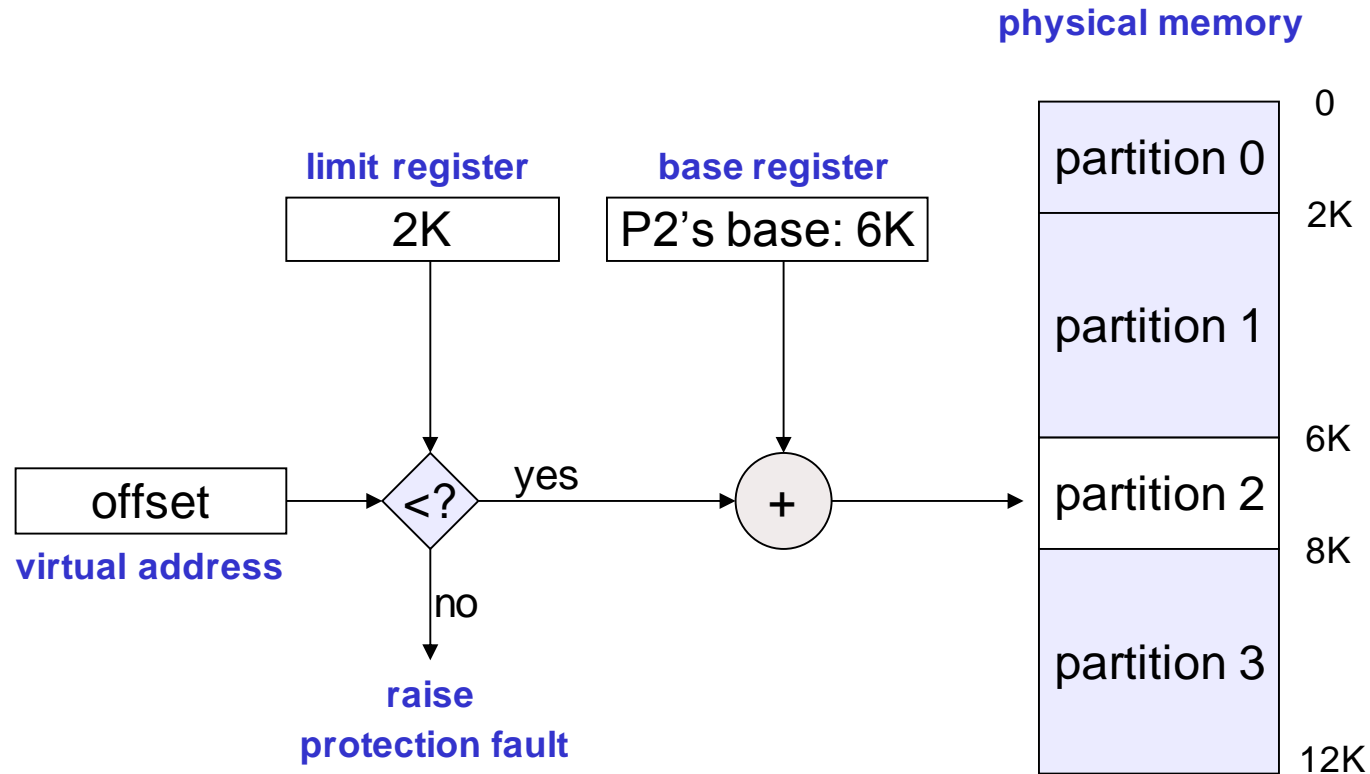 physical memory
0
limit register
base register
partition 0
2K
P2’s base: 6K
2K
partition 1
6K
offset
<?
yes
+
partition 2
virtual address
8K
no
partition 3
raise
protection fault
12K